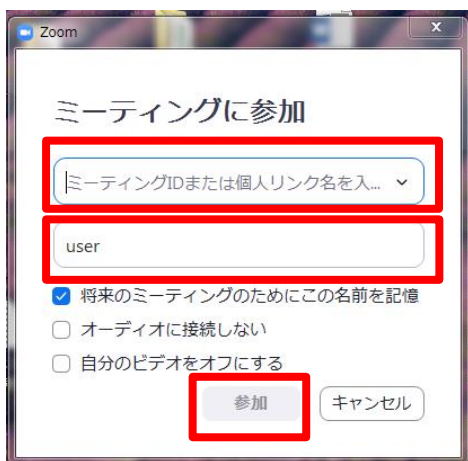 Zoom
x
ミーティングに参加
ミーティングIDまたは個人リンク名を入...
user
将来のミーティングのためにこの名前を記憶
オーディオに接続しない
自分のビデオをオフにする
参加 キャンセル